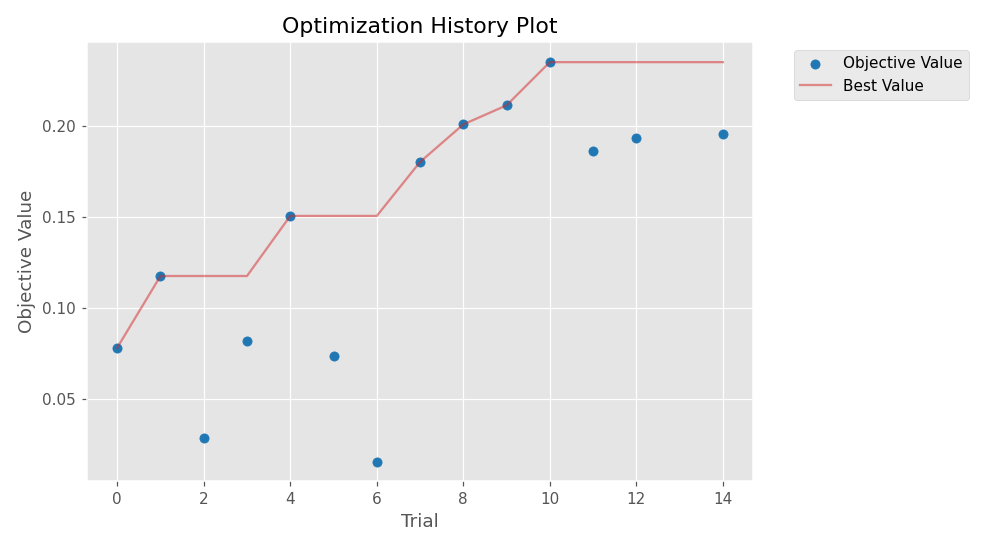 Optimization History Plot
Objective Value
Best Value
0.20
0.15
0.10
0.05
Objective Value
0 2 4 6 8 10 12 14
Trial